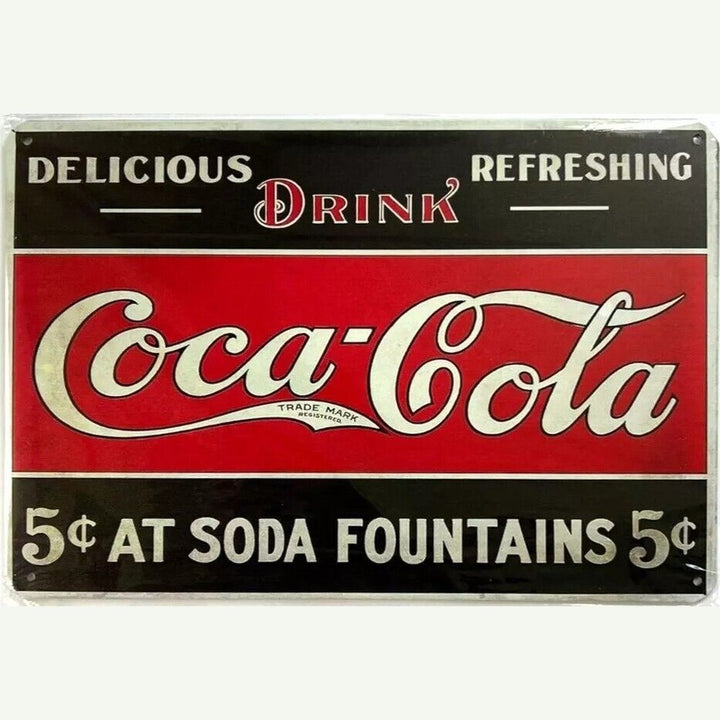 DELICIOUS REFRESHING
DRINK
Coca-Cola
TRADE MARK
REGISTERED
5¢ AT SODA FOUNTAINS 5¢